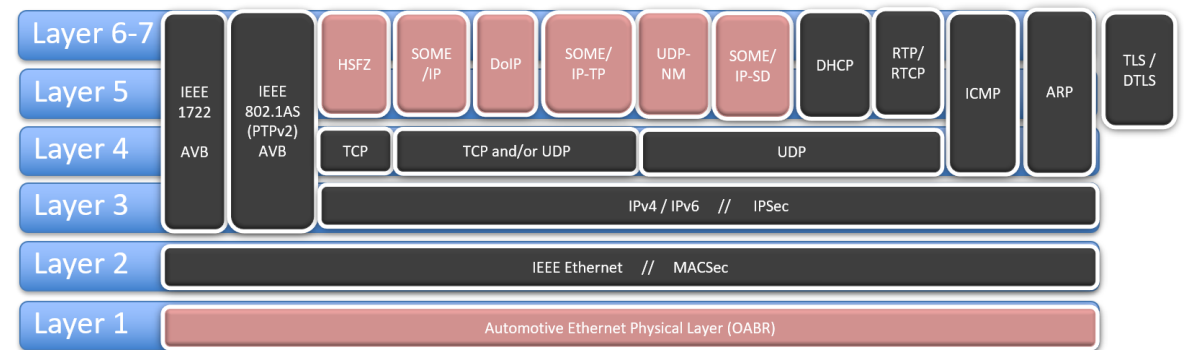 Layer 6-7
Layer 5
Layer 4
Layer 3
Layer 2
Layer 1
IEEE
1722
AVB
IEEE
802.1AS
(PTPv2)
AVB
HSFZ
SOME
/IP
DoIP
SOME/
IP-TP
UDP-
NM
SOME/
IP-SD
DHCP
RTP/
RTCP
ICMP
ARP
TLS /
DTLS
TCP
TCP and/or UDP
UDP
IPv4 / IPv6 // IPSec
IEEE Ethernet // MACSec
Automotive Ethernet Physical Layer (OABR)